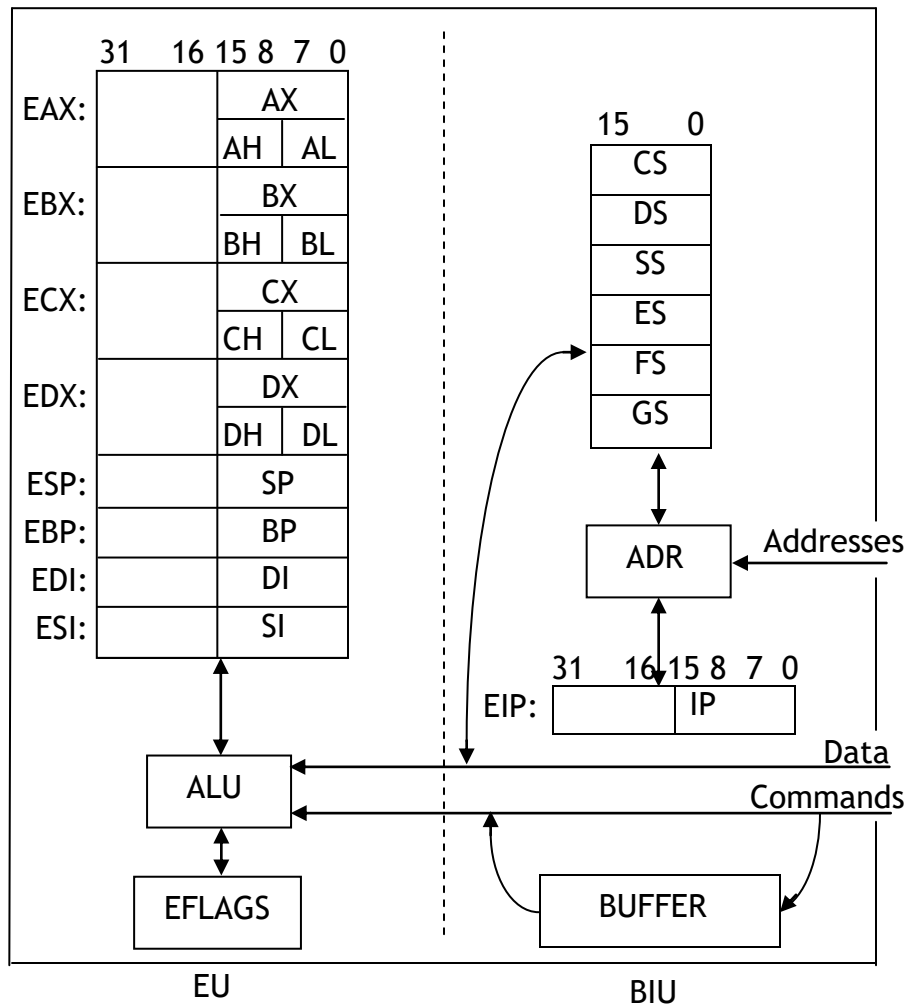 31 16 15 8 7 0
EAX:
AX
AH AL
EBX:
BX
BH BL
ECX:
CX
CH CL
EDX:
DX
DH DL
ESP: SP
EBP: BP
EDI: DI
ESI: SI
ALU
EFLAGS
EU
15 0
CS
DS
SS
ES
FS
GS
ADR
Addresses
31 16 15 8 7 0
EIP: IP
Data
Commands
BUFFER
BIU